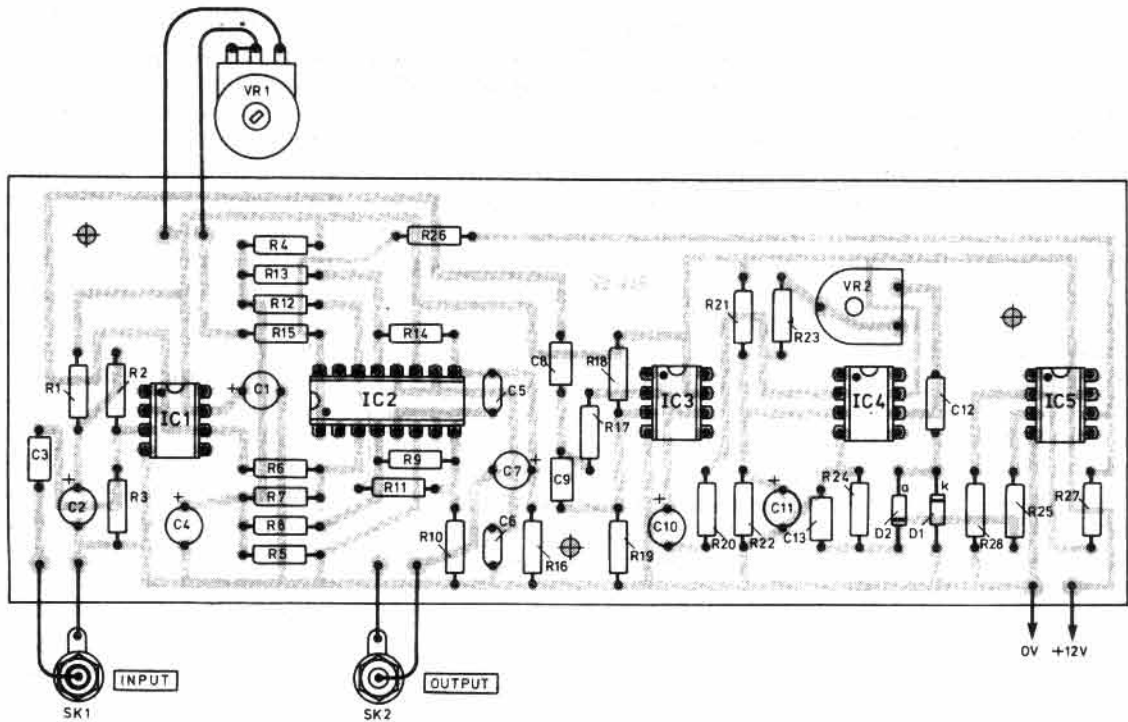 VR1
R4
R26
R13
R12
R15
R14
VR2
R21
R23
R1
R2
IC1
C1
IC2
C5
C8
R18
IC3
IC4
C12
IC5
R17
C3
C2
R3
C4
R6
R7
R8
R5
R9
R11
C7
C9
R10
C6
R16
R19
C10
R20
R22
C11
C13
R24
a
k
D2
D1
R28
R25
R27
0V
+12V
INPUT
SK1
OUTPUT
SK2